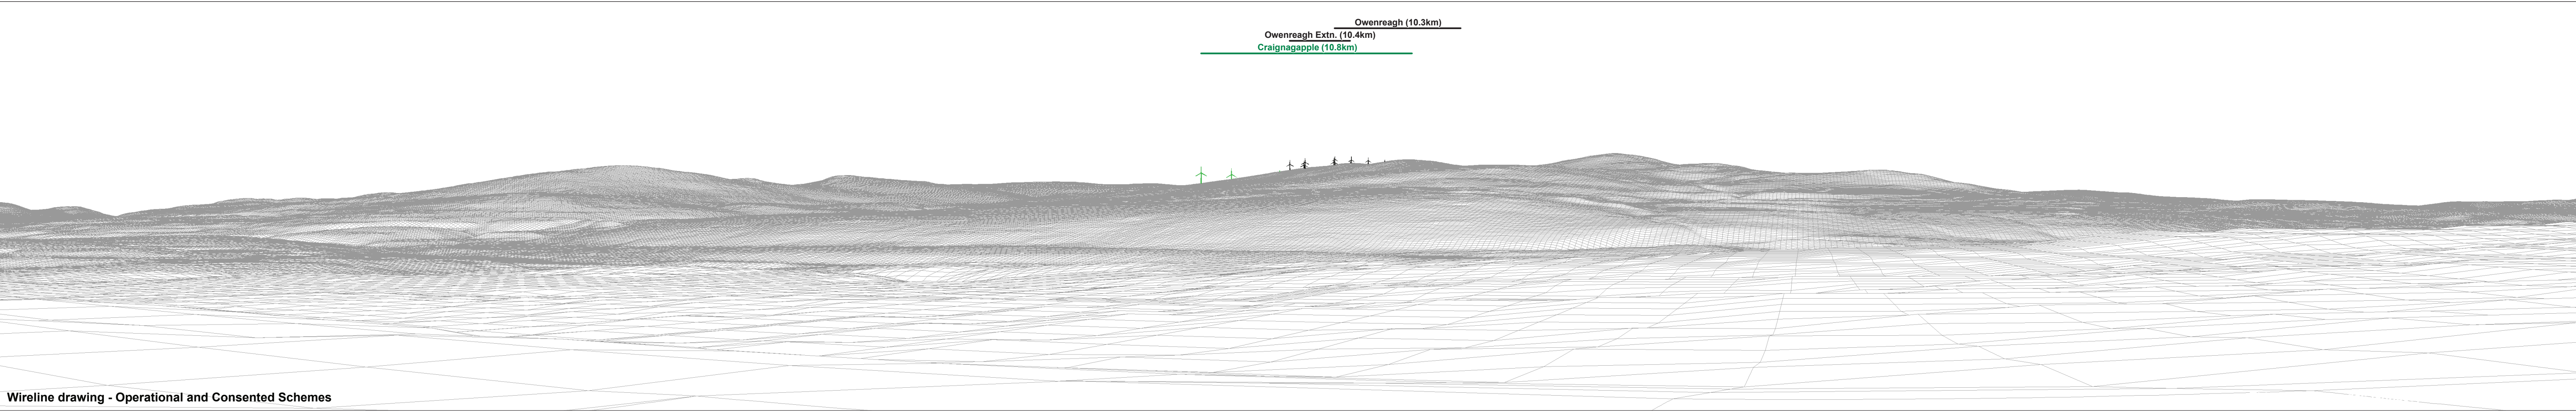 Owenreagh (10.3km)
Owenreagh Extn. (10.4km)
Craignagapple (10.8km)
Wireline drawing - Operational and Consented Schemes